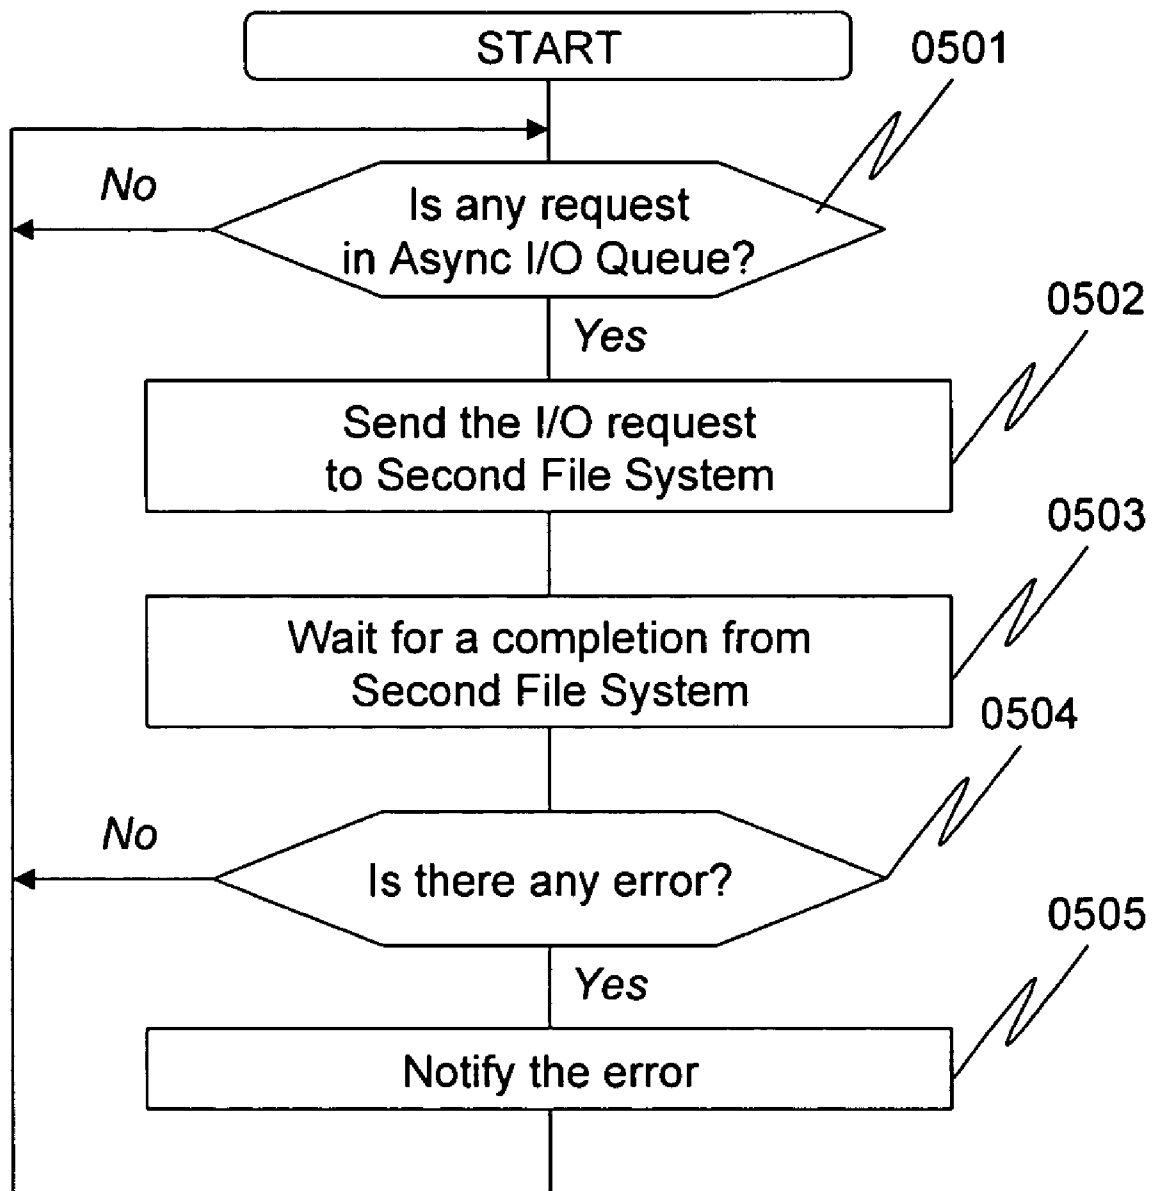 START
0501
No
Is any request
in Async I/O Queue?
0502
Yes
Send the I/O request
to Second File System
0503
Wait for a completion from
Second File System
0504
No
Is there any error?
0505
Yes
Notify the error